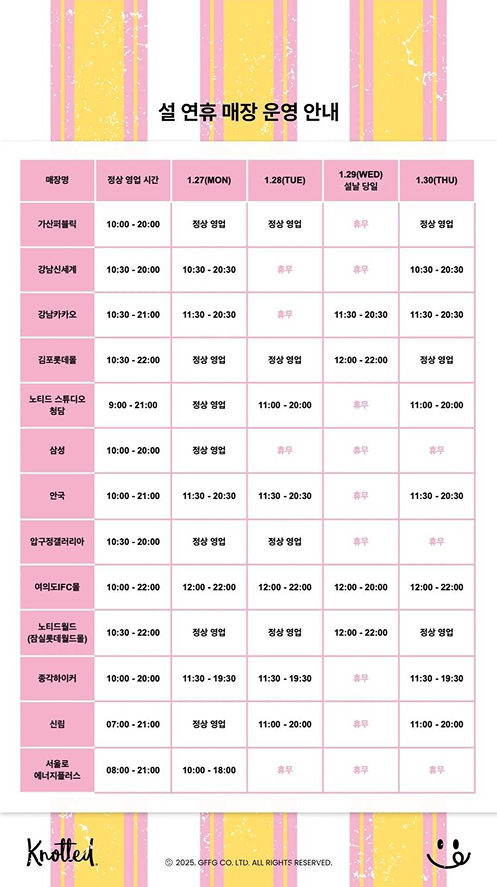 설 연휴 매장 운영 안내
매장명 정상 영업 시간 1.27(MON) 1.28(TUE) 1.29(WED) 설날 당일 1.30(THU)
가산퍼블릭 10:00 - 20:00 정상 영업 정상 영업 휴무 정상 영업
강남신세계 10:30 - 20:00 10:30 - 20:30 휴무 휴무 10:30 - 20:30
강남카카오 10:30 - 21:00 11:30 - 20:30 휴무 11:30 - 20:30 11:30 - 20:30
김포롯데몰 10:30 - 22:00 정상 영업 정상 영업 12:00 - 22:00 정상 영업
노티드 스튜디오 청담 9:00 - 21:00 정상 영업 11:00 - 20:00 휴무 11:00 - 20:00
삼성 10:00 - 20:00 정상 영업 휴무 휴무 휴무
안국 10:00 - 21:00 11:30 - 20:30 11:30 - 20:30 휴무 11:30 - 20:30
압구정갤러리아 10:30 - 20:00 정상 영업 정상 영업 휴무 휴무
여의도IFC몰 10:00 - 22:00 12:00 - 22:00 12:00 - 22:00 12:00 - 20:00 12:00 - 22:00
노티드월드 (잠실롯데월드몰) 10:30 - 22:00 정상 영업 정상 영업 12:00 - 22:00 정상 영업
종각하이커 10:00 - 20:00 11:30 - 19:30 11:30 - 19:30 휴무 11:30 - 19:30
신림 07:00 - 21:00 정상 영업 11:00 - 20:00 휴무 11:00 - 20:00
서울로 에너지플러스 08:00 - 21:00 10:00 - 18:00 휴무 휴무 휴무
Knotted
© 2025. GFFG CO. LTD. ALL RIGHTS RESERVED.